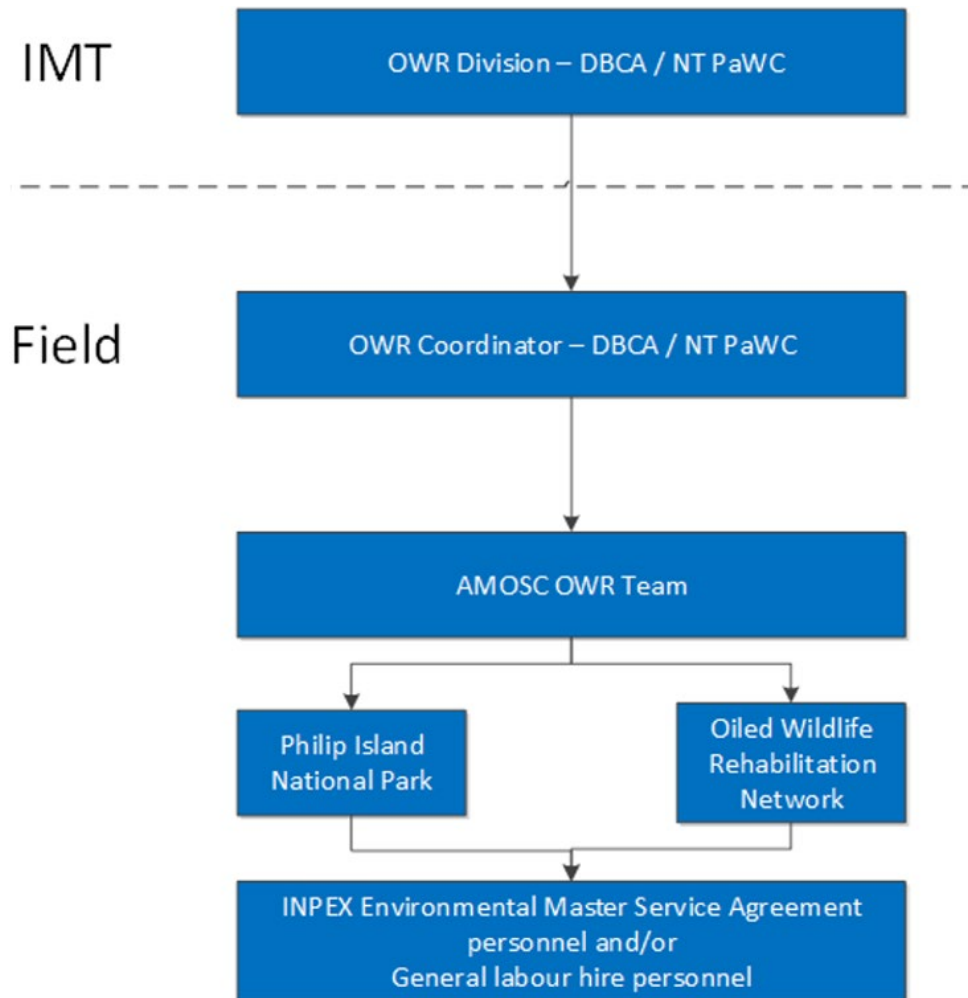 IMT
OWR Division – DBCA / NT PaWC
Field
OWR Coordinator – DBCA / NT PaWC
AMOSC OWR Team
Philip Island
National Park
Oiled Wildlife
Rehabilitation
Network
INPEX Environmental Master Service Agreement
personnel and/or
General labour hire personnel